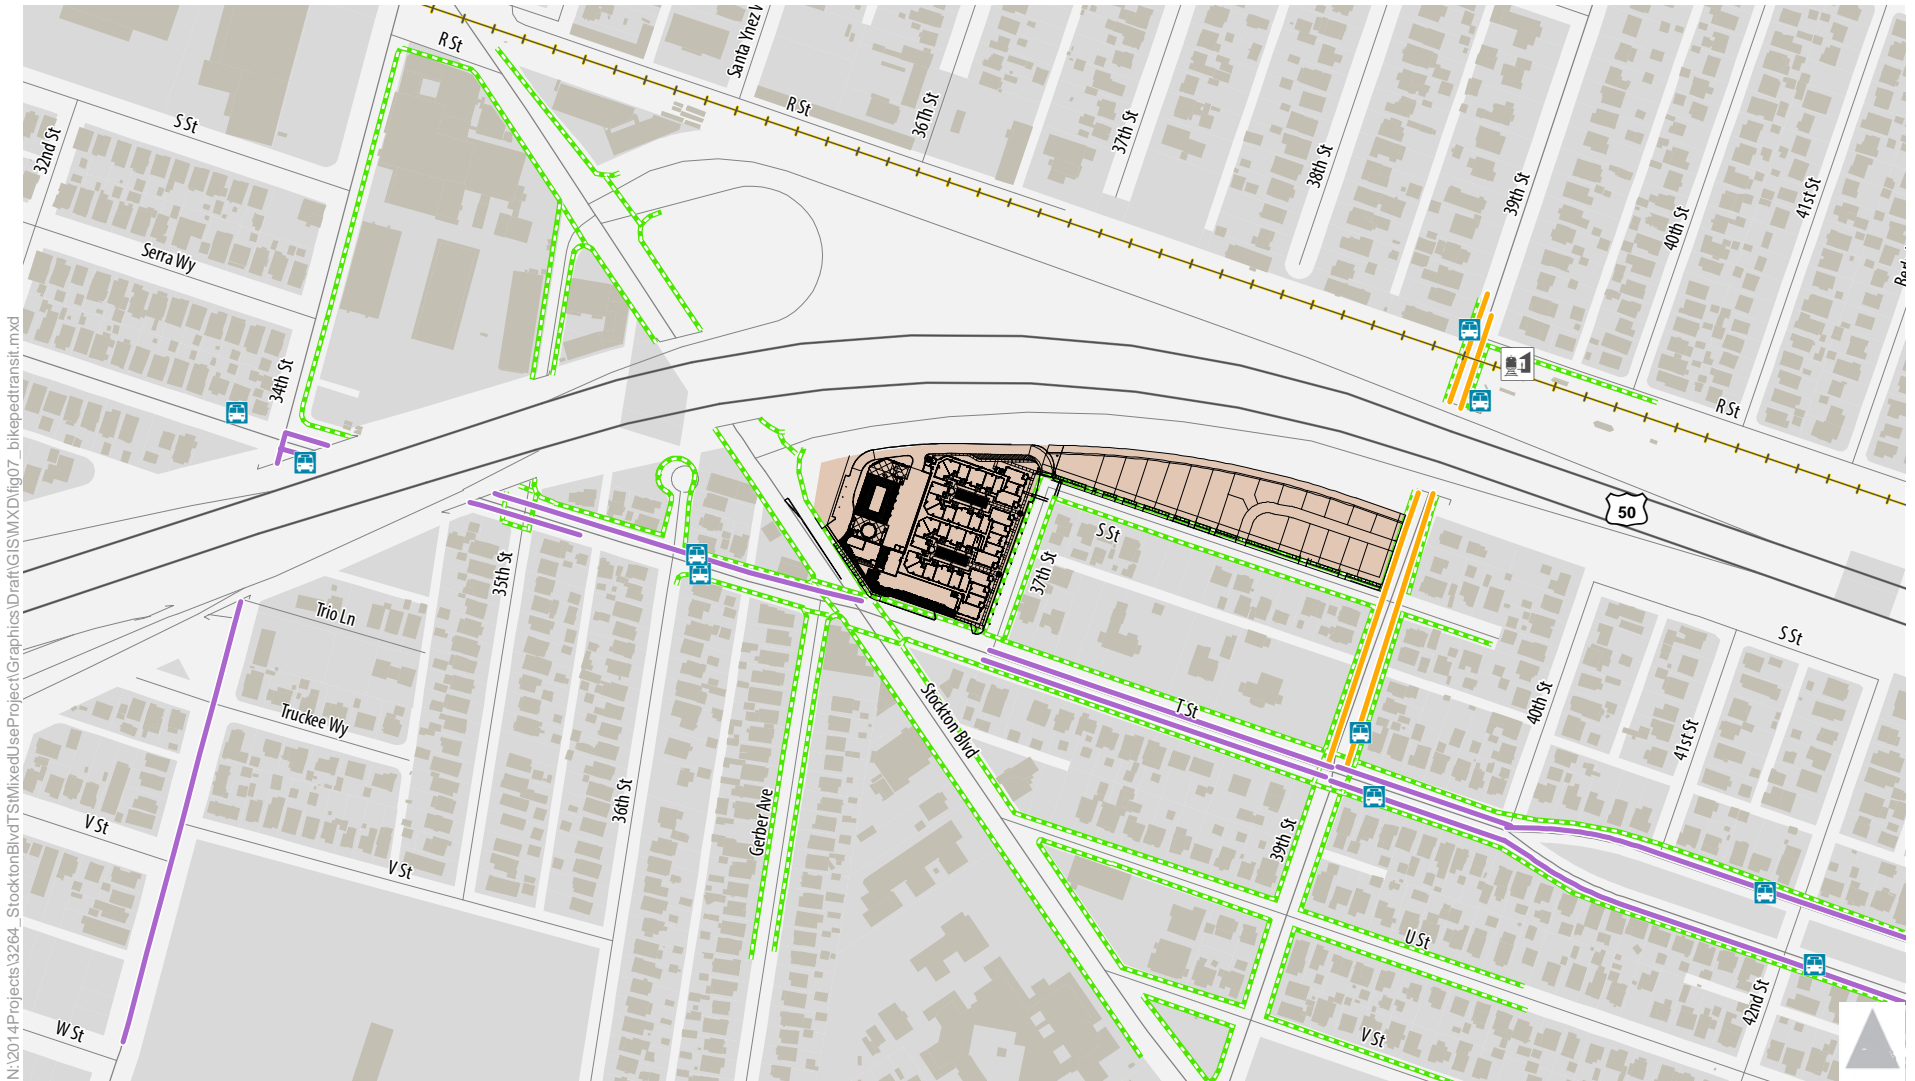 R St
Santa Ynez
S St
32nd St
R St
36Th St
37th St
38th St
39th St
40th St
41st St
Serra Wy
34th St
R St
50
35th St
S St
37th St
Trio Ln
S St
Truckee Wy
Stockton Blvd
T St
40th St
41st St
V St
36th St
Gerber Ave
39th St
V St
U St
42nd St
W St
V St
N:\2014Projects\3264_StocktonBlvdTStMixedUseProject\Graphics\Draft\GIS\MXD\fig07_bikepedtransit.mxd